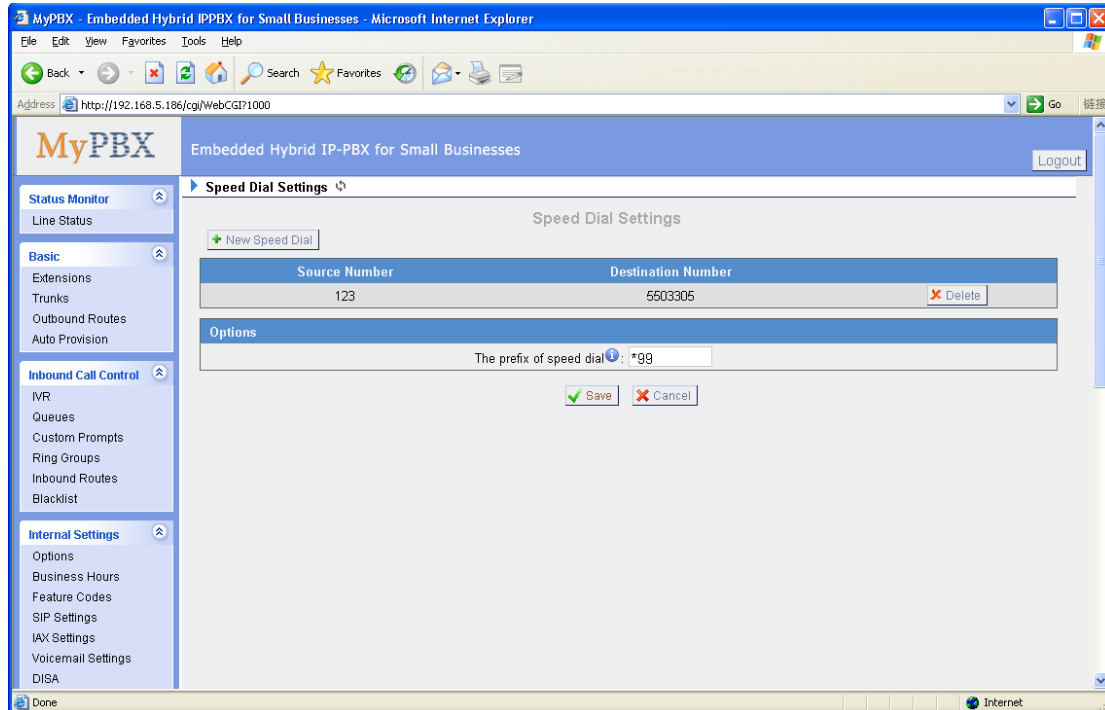 MyPBX - Embedded Hybrid IPPBX for Small Businesses - Microsoft Internet Explorer
File Edit View Favorites Tools Help
Back Search Favorites
Address http://192.168.5.186/cgi/WebCGI?1000 Go 链接
MyPBX
Embedded Hybrid IP-PBX for Small Businesses
Logout
Status Monitor
Line Status
Basic
Extensions
Trunks
Outbound Routes
Auto Provision
Inbound Call Control
IVR
Queues
Custom Prompts
Ring Groups
Inbound Routes
Blacklist
Internal Settings
Options
Business Hours
Feature Codes
SIP Settings
IAX Settings
Voicemail Settings
DISA
Speed Dial Settings
Speed Dial Settings
New Speed Dial
Source Number Destination Number
123 5503305 Delete
Options
The prefix of speed dial : *99
Save Cancel
Done Internet